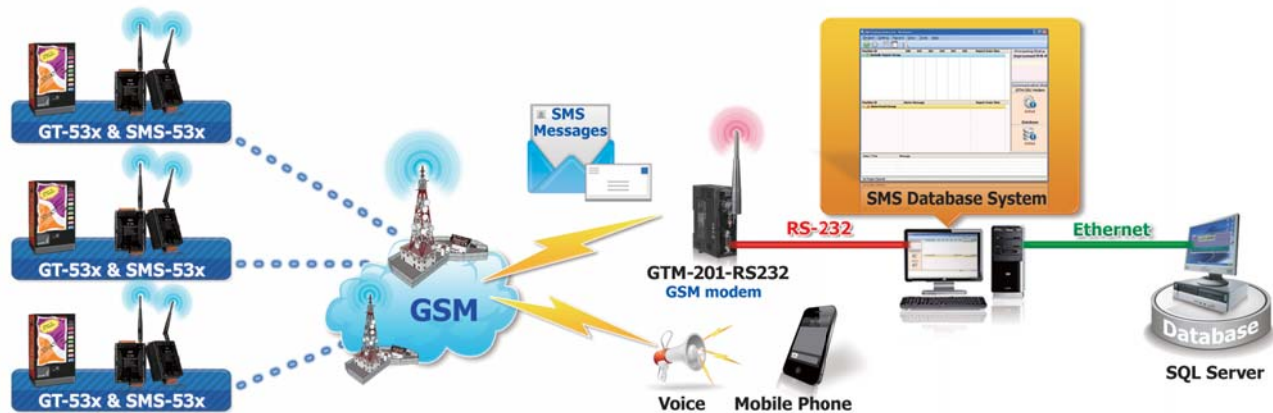 GT-53x & SMS-53x
GT-53x & SMS-53x
GT-53x & SMS-53x
GSM
SMS
Messages
GTM-201-RS232
GSM modem
Voice
Mobile Phone
RS-232
SMS Database System
Ethernet
Database
SQL Server